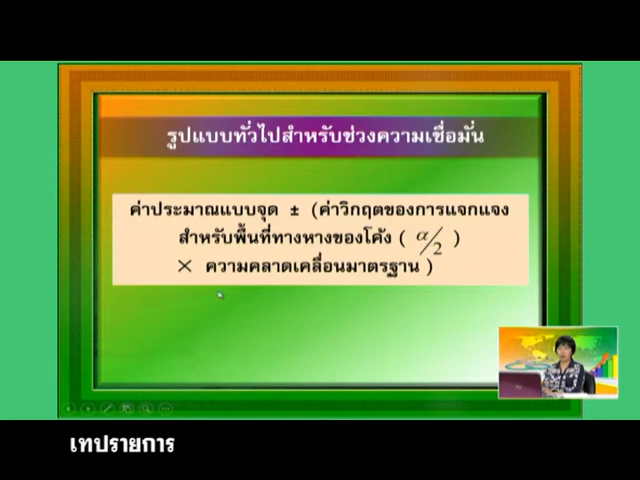 รูปแบบทั่วไปสำหรับช่วงความเชื่อมั่น
ค่าประมาณแบบจุด ± (ค่าวิกฤตของการแจกแจง
สำหรับพื้นที่ทางหางของโค้ง ( α/2 )
× ความคลาดเคลื่อนมาตรฐาน )
เทปรายการ